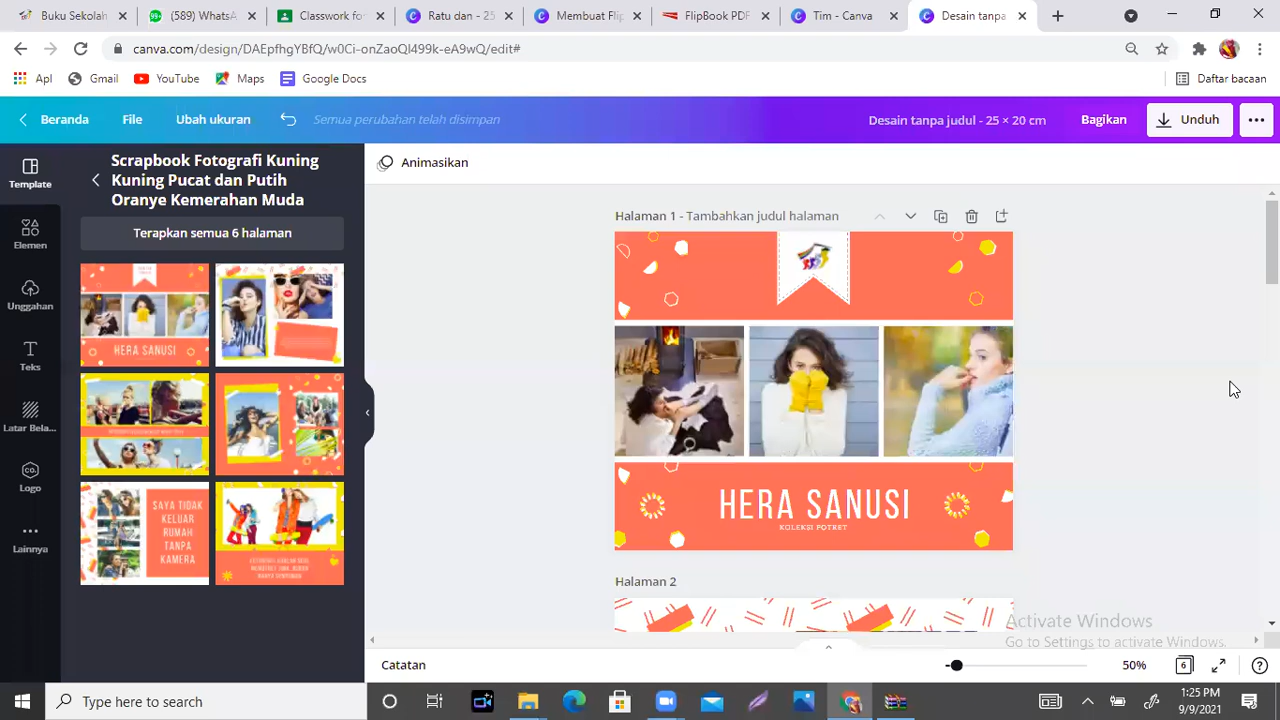 Buku Sekolah
(589) WhatsA
Classwork fo
Ratu dan - 25
Membuat Flip
FlipBook PDF
Tim - Canva
Desain tanpa
canva.com/design/DAEpfhgYBfQ/w0Ci-onZaoQl499k-eA9wQ/edit#
Apl
Gmail
YouTube
Maps
Google Docs
Daftar bacaan
Beranda
File
Ubah ukuran
Semua perubahan telah disimpan
Desain tanpa judul - 25 × 20 cm
Bagikan
Unduh
Template
Elemen
Unggahan
Teks
Latar Bela...
Logo
CO.
Lainnya
Scrapbook Fotografi Kuning
Kuning Pucat dan Putih
Oranye Kemerahan Muda
Terapkan semua 6 halaman
HERA SANUSI
SAYA TIDAK
KELUAR
RUMAH
TANPA
KAMERA
Animasikan
Halaman 1 - Tambahkan judul halaman
HERA SANUSI
KOLEKSI POTRET
Halaman 2
Activate Windows
Go to Settings to activate Windows.
Catatan
50%
6
Type here to search
1:25 PM
9/9/2021